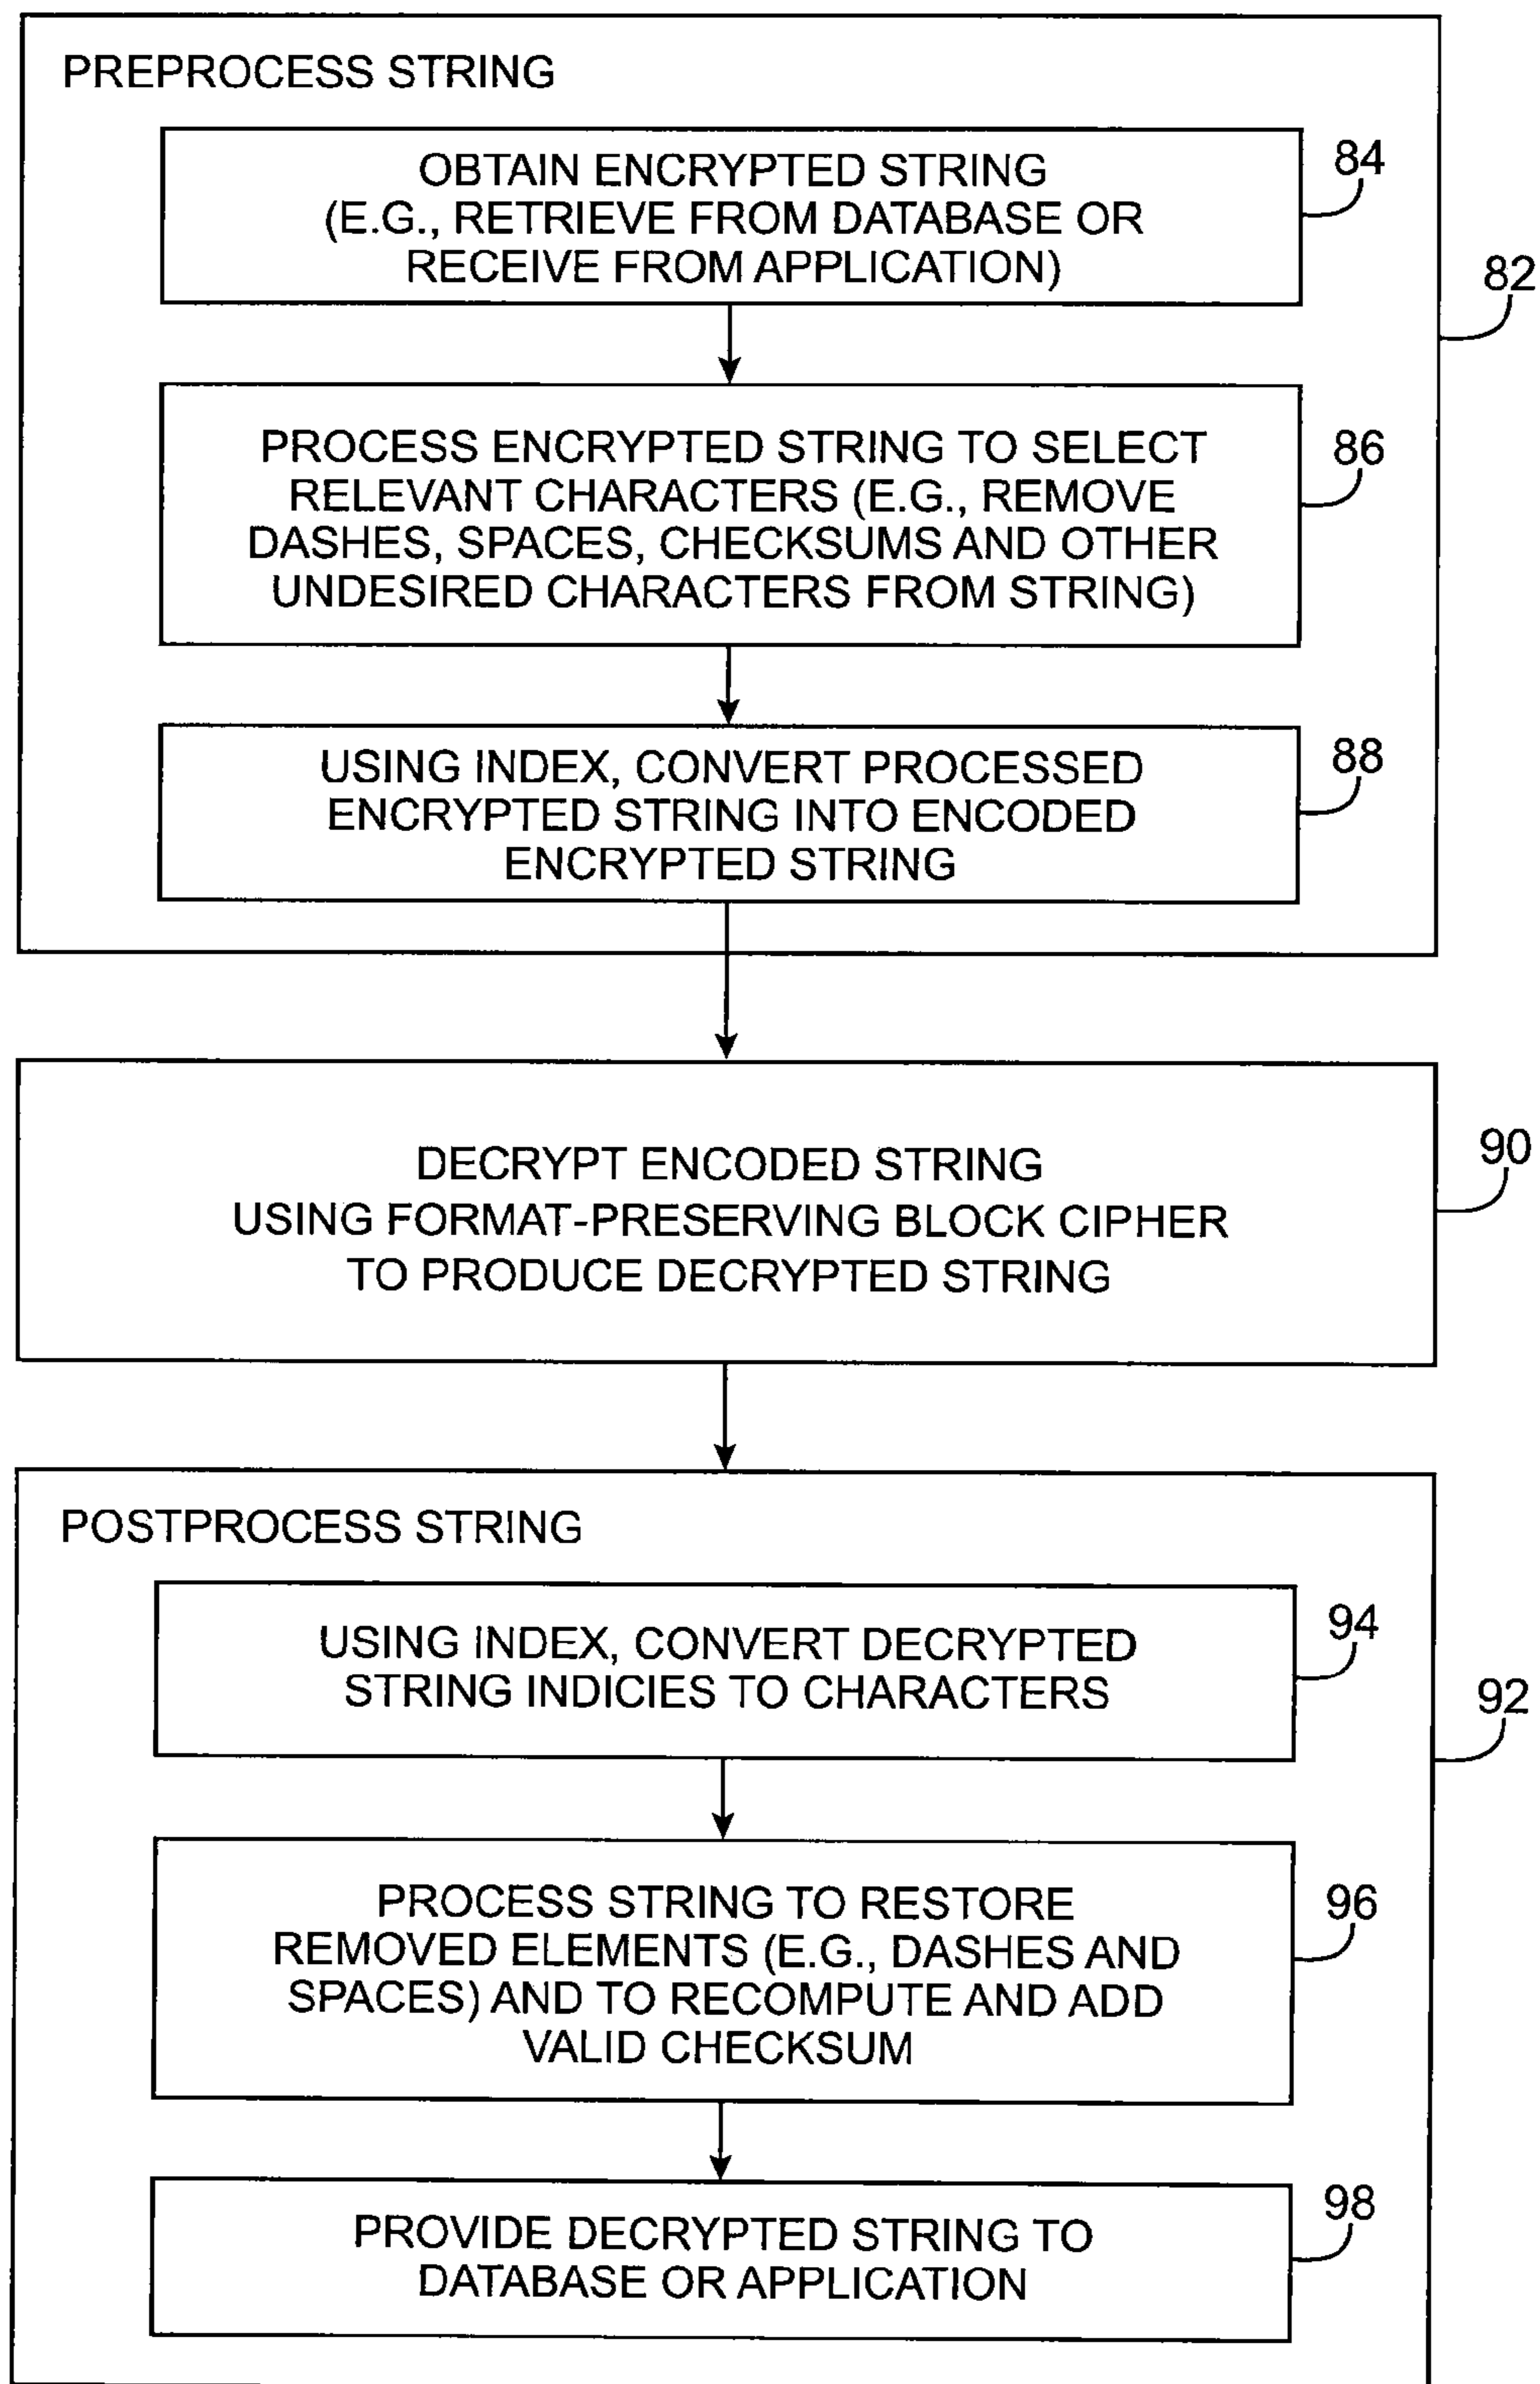 PREPROCESS STRING
OBTAIN ENCRYPTED STRING
(E.G., RETRIEVE FROM DATABASE OR
RECEIVE FROM APPLICATION)
84
82
PROCESS ENCRYPTED STRING TO SELECT
RELEVANT CHARACTERS (E.G., REMOVE
DASHES, SPACES, CHECKSUMS AND OTHER
UNDESIRED CHARACTERS FROM STRING)
86
USING INDEX, CONVERT PROCESSED
ENCRYPTED STRING INTO ENCODED
ENCRYPTED STRING
88
DECRYPT ENCODED STRING
USING FORMAT-PRESERVING BLOCK CIPHER
TO PRODUCE DECRYPTED STRING
90
POSTPROCESS STRING
USING INDEX, CONVERT DECRYPTED
STRING INDICIES TO CHARACTERS
94
92
PROCESS STRING TO RESTORE
REMOVED ELEMENTS (E.G., DASHES AND
SPACES) AND TO RECOMPUTE AND ADD
VALID CHECKSUM
96
PROVIDE DECRYPTED STRING TO
DATABASE OR APPLICATION
98